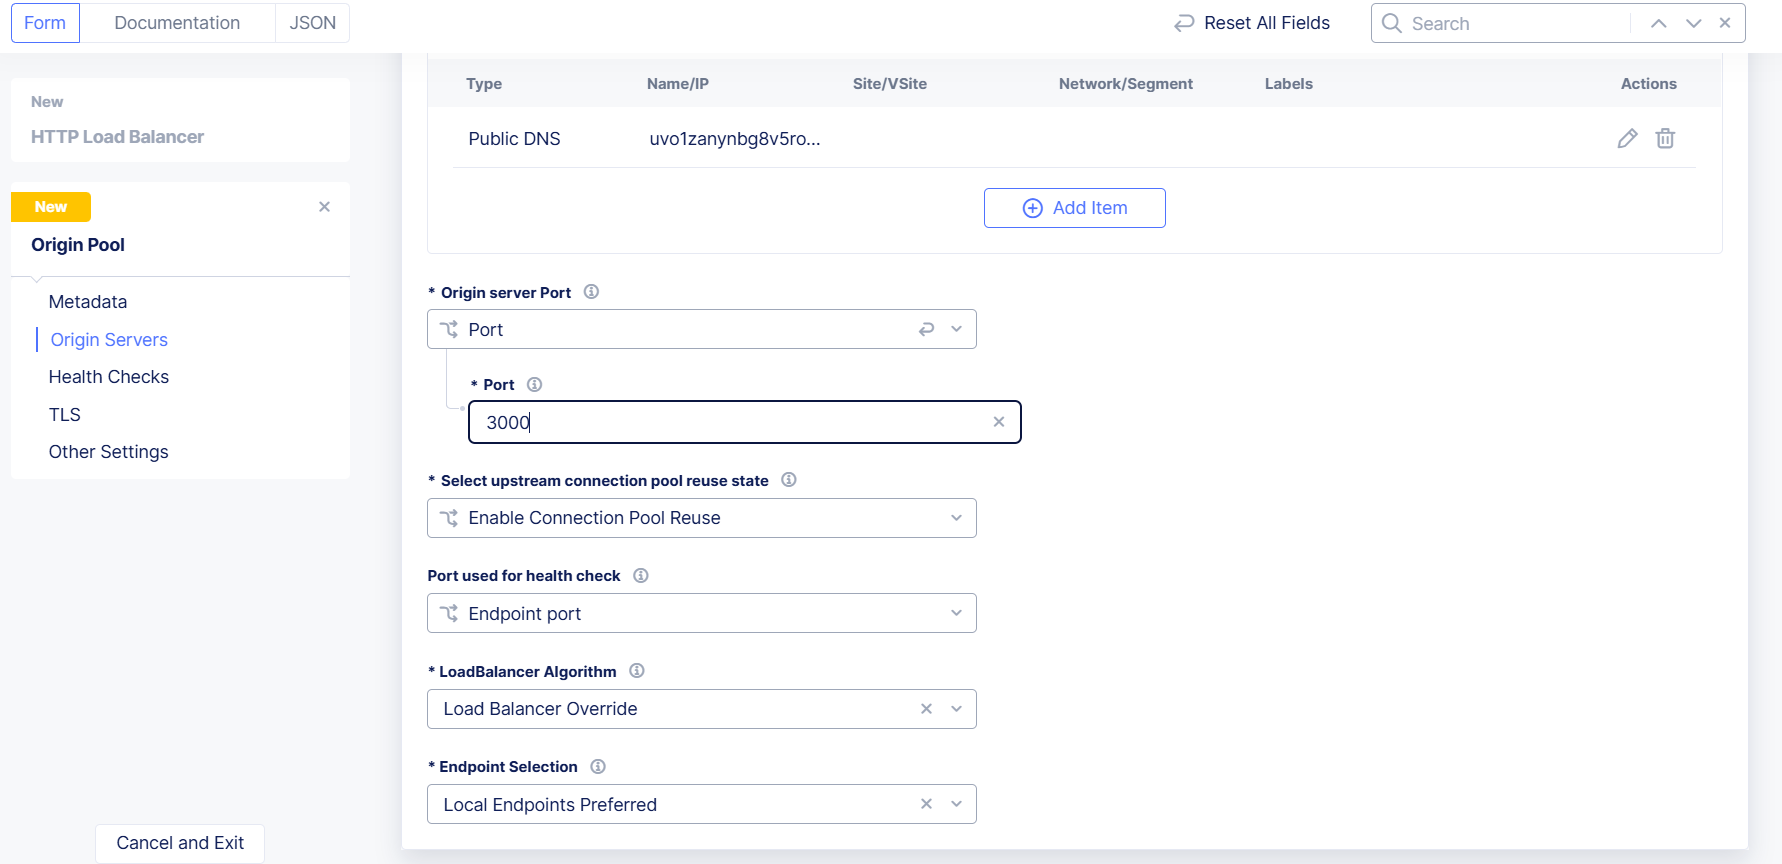 Form
Documentation
JSON
Reset All Fields
Search
New
HTTP Load Balancer
New
Origin Pool
Metadata
Origin Servers
Health Checks
TLS
Other Settings
Cancel and Exit
Type Name/IP Site/VSite Network/Segment Labels Actions
Public DNS uvo1zanynbg8v5ro...
Add Item
* Origin server Port
Port
* Port
3000
* Select upstream connection pool reuse state
Enable Connection Pool Reuse
Port used for health check
Endpoint port
* LoadBalancer Algorithm
Load Balancer Override
* Endpoint Selection
Local Endpoints Preferred